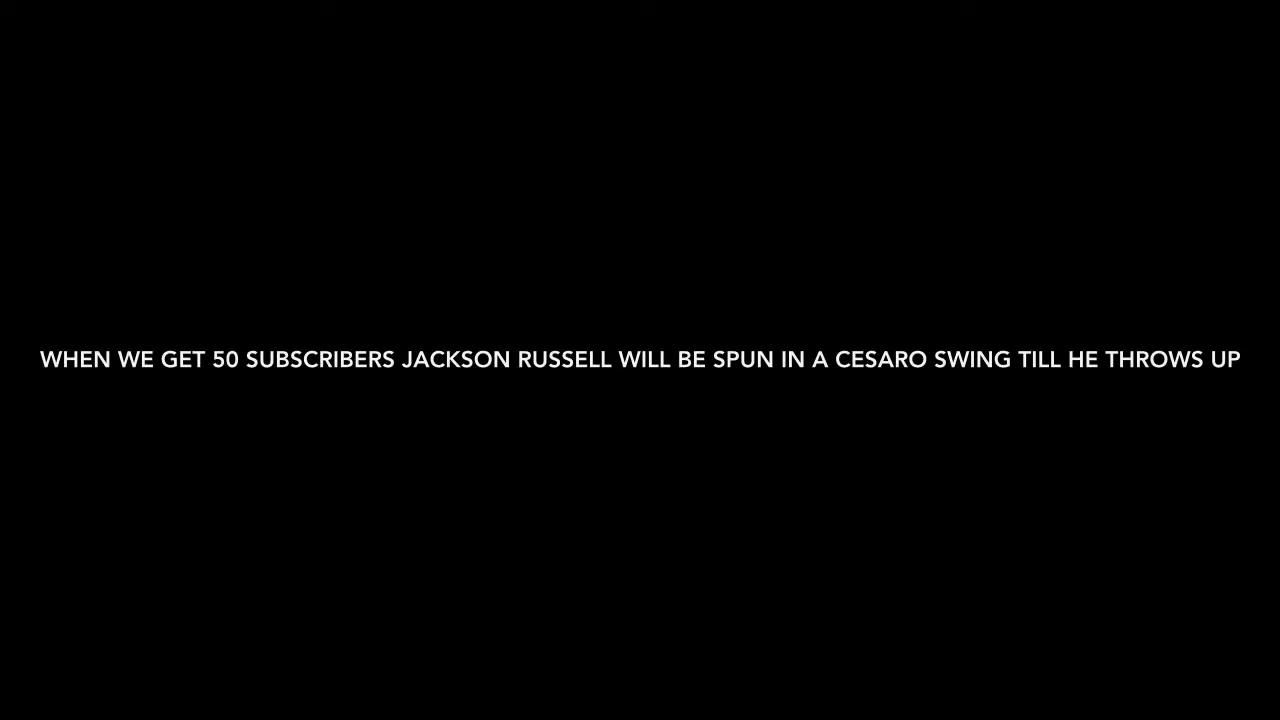 WHEN WE GET 50 SUBSCRIBERS JACKSON RUSSELL WILL BE SPUN IN A CESARO SWING TILL HE THROWS UP